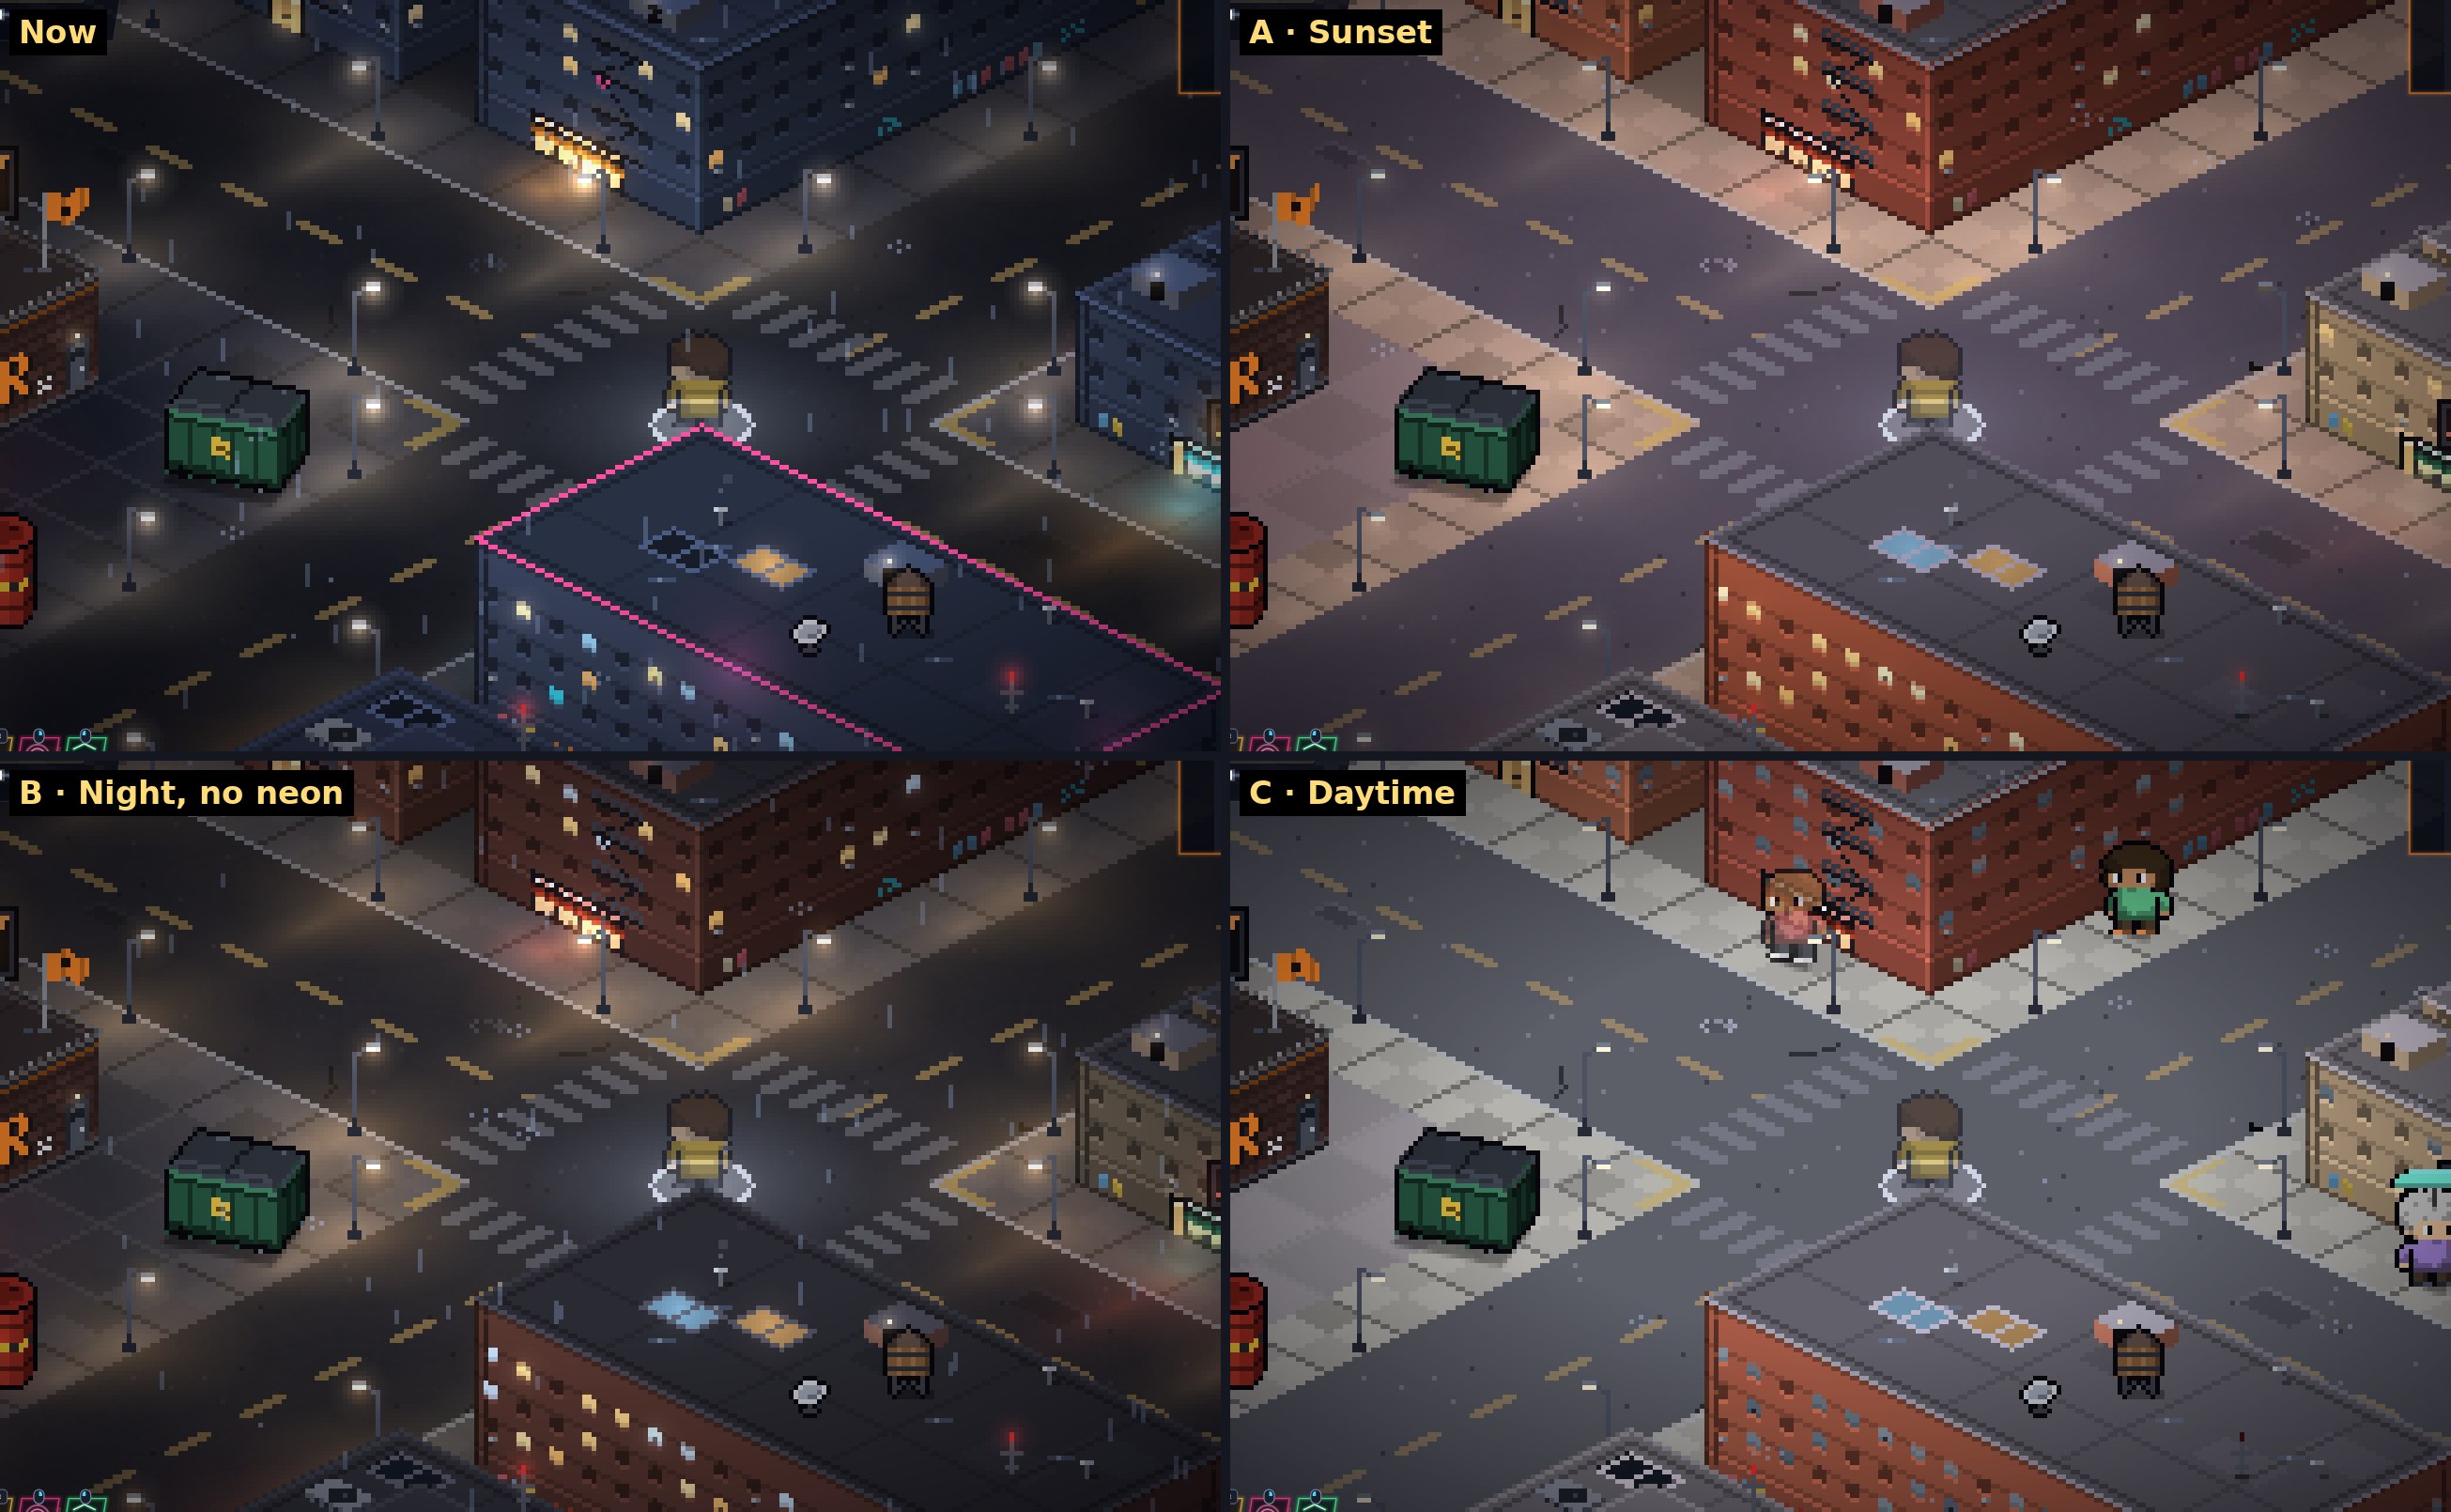 Now
A · Sunset
B · Night, no neon
C · Daytime
R
R
R
R